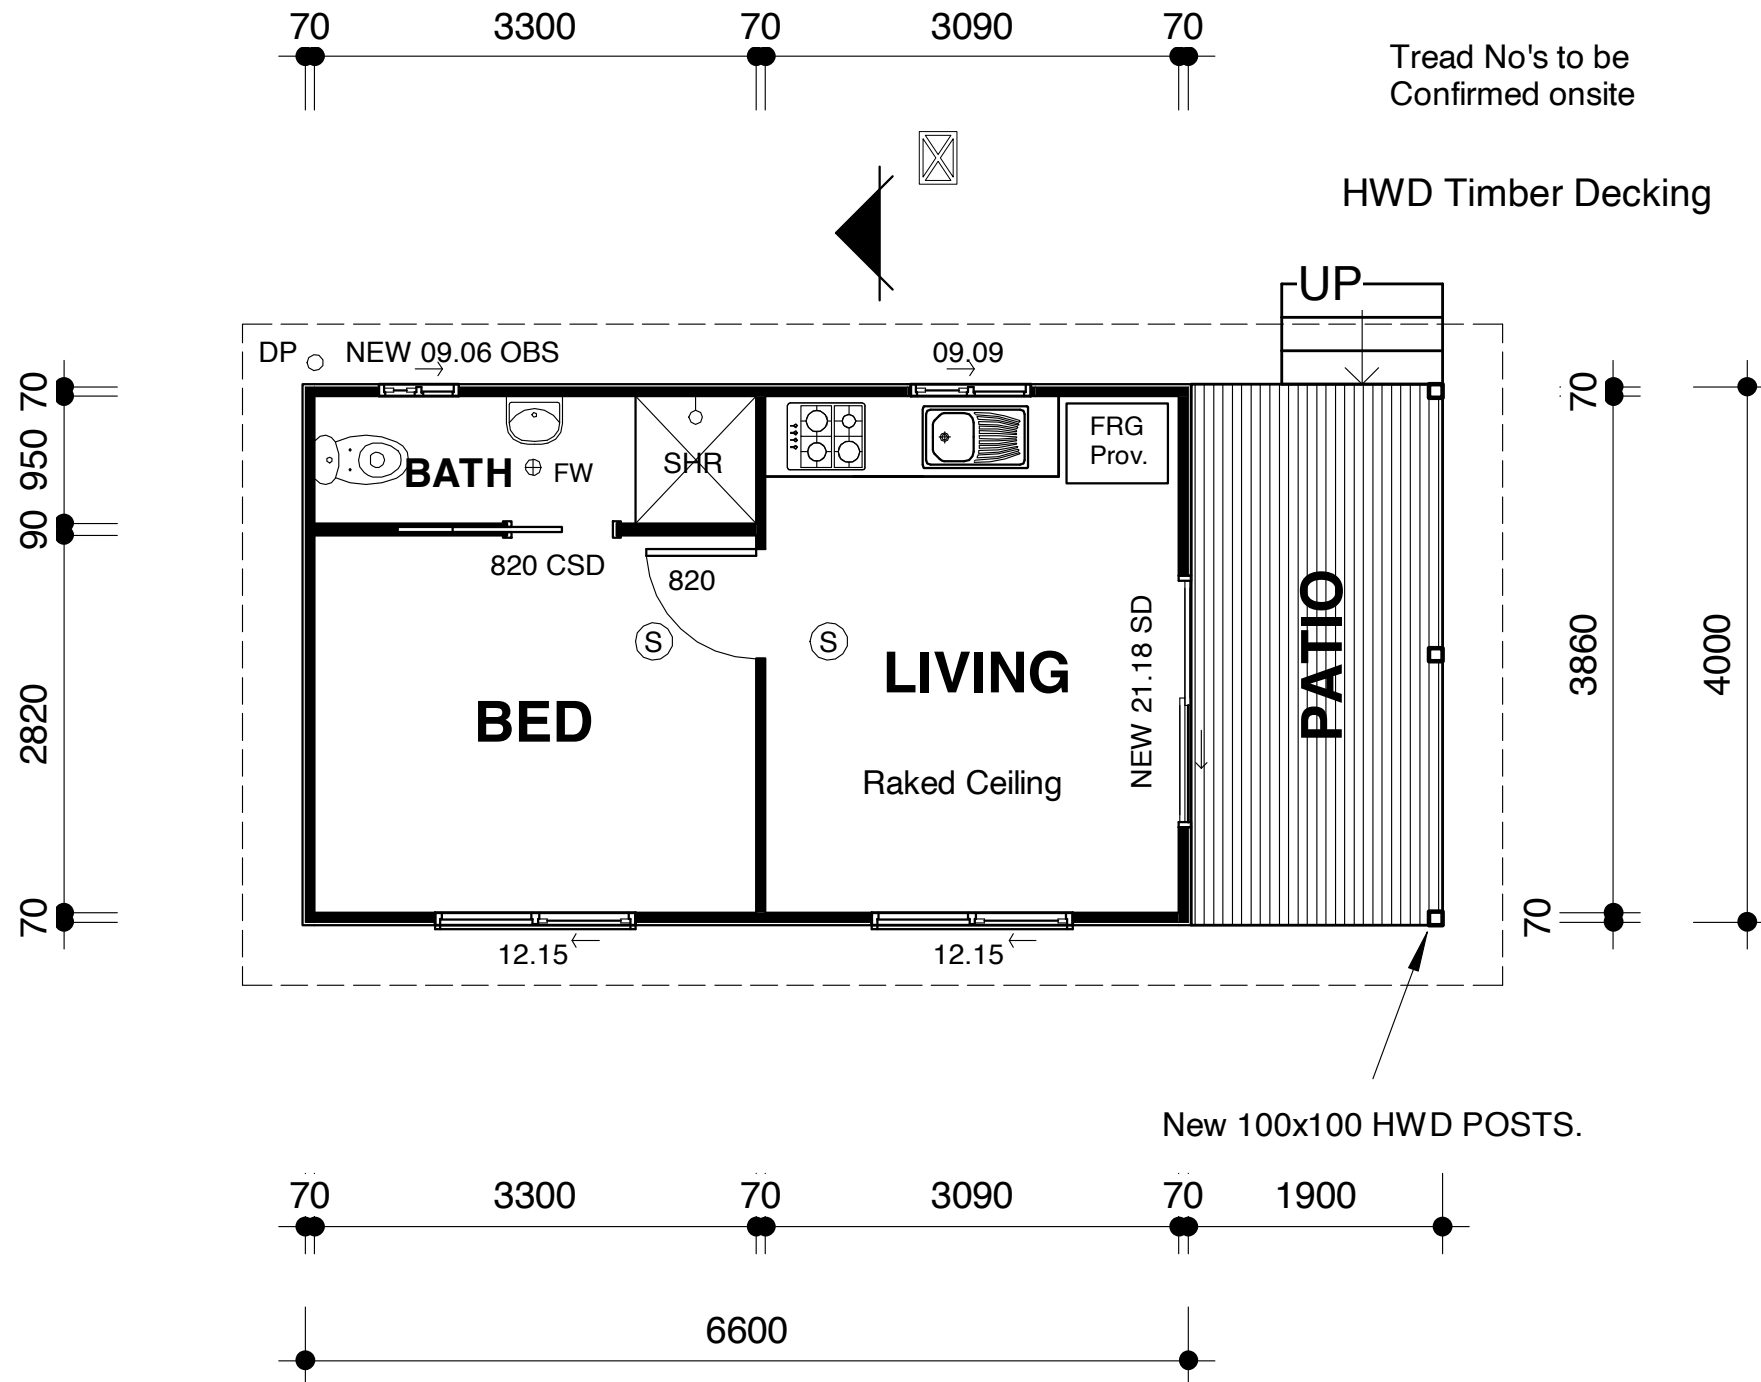 70 3300 70 3090 70
Tread No's to be
Confirmed onsite
HWD Timber Decking
UP
DP NEW 09.06 OBS 09.09
70
950
90
2820
70
FRG
Prov.
BATH FW SHR
820 CSD 820
S S
LIVING
BED
Raked Ceiling
NEW 21.18 SD
PATIO
70
3860
70
4000
12.15 12.15
New 100x100 HWD POSTS.
70 3300 70 3090 70 1900
6600